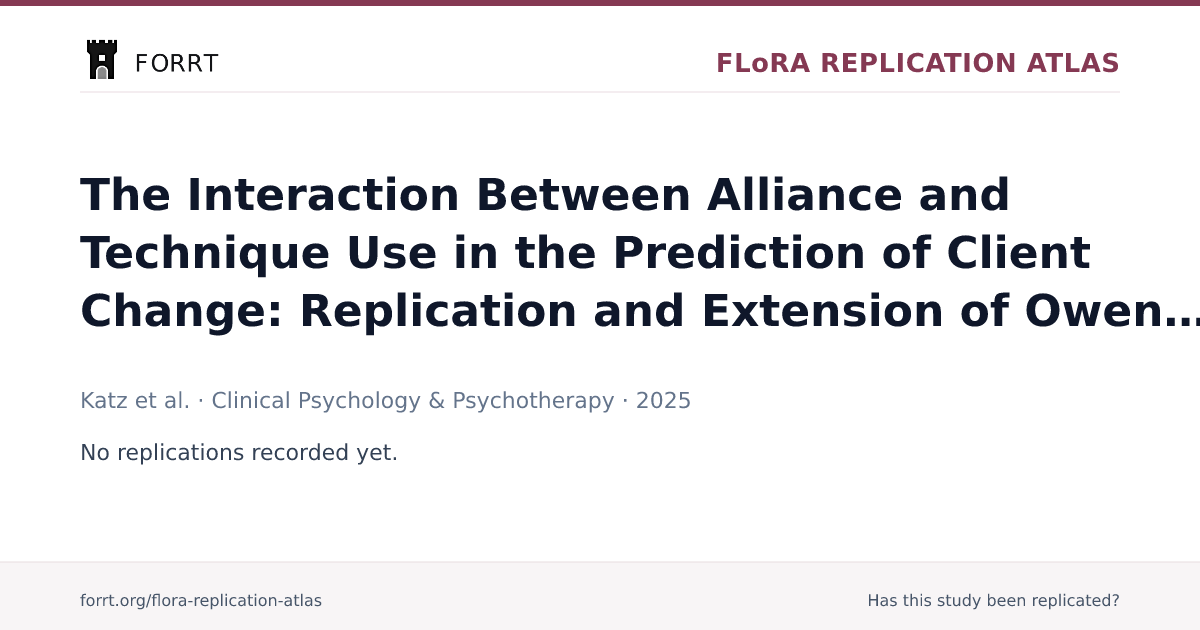 FORRT
FLoRA REPLICATION ATLAS
The Interaction Between Alliance and
Technique Use in the Prediction of Client
Change: Replication and Extension of Owen...
Katz et al. · Clinical Psychology & Psychotherapy · 2025
No replications recorded yet.
forrt.org/flora-replication-atlas
Has this study been replicated?